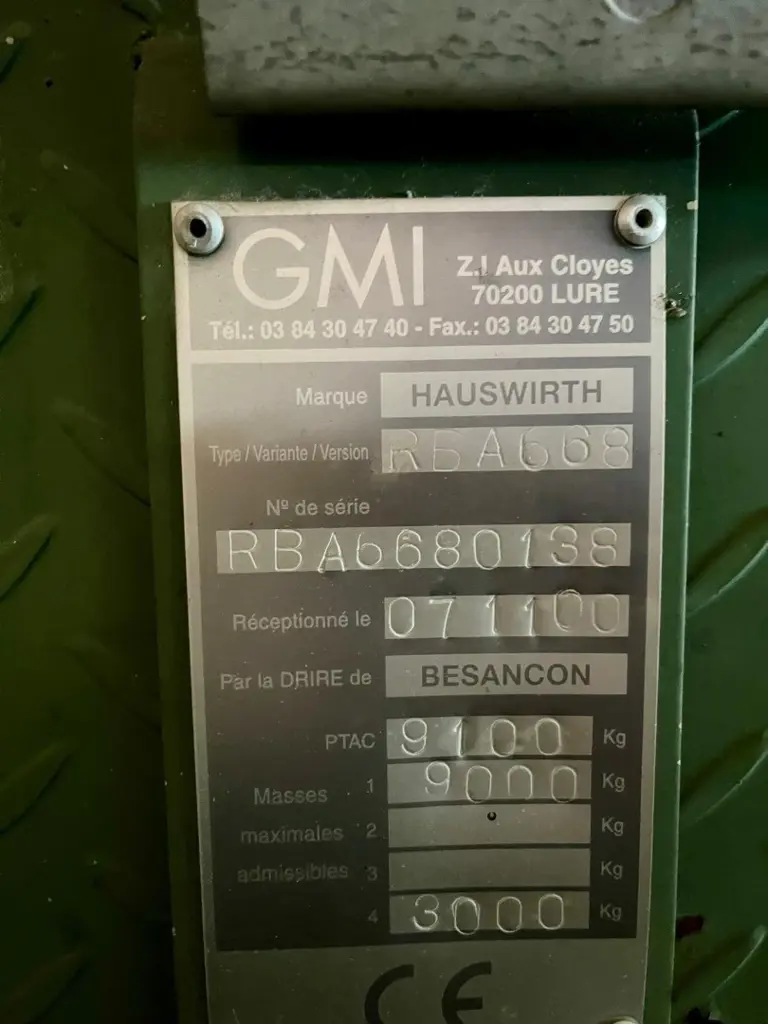 GMI
Z.I Aux Cloyes
70200 LURE
Tél.: 03 84 30 47 40 - Fax.: 03 84 30 47 50
Marque HAUSWIRTH
Type / Variante / Version RBA668
Nº de série
RBA6680138
Réceptionné le 071100
Par la DRIRE de BESANCON
PTAC 9100 Kg
Masses 1 9000 Kg
maximales 2 Kg
admissibles 3 Kg
4 3000 Kg
CE